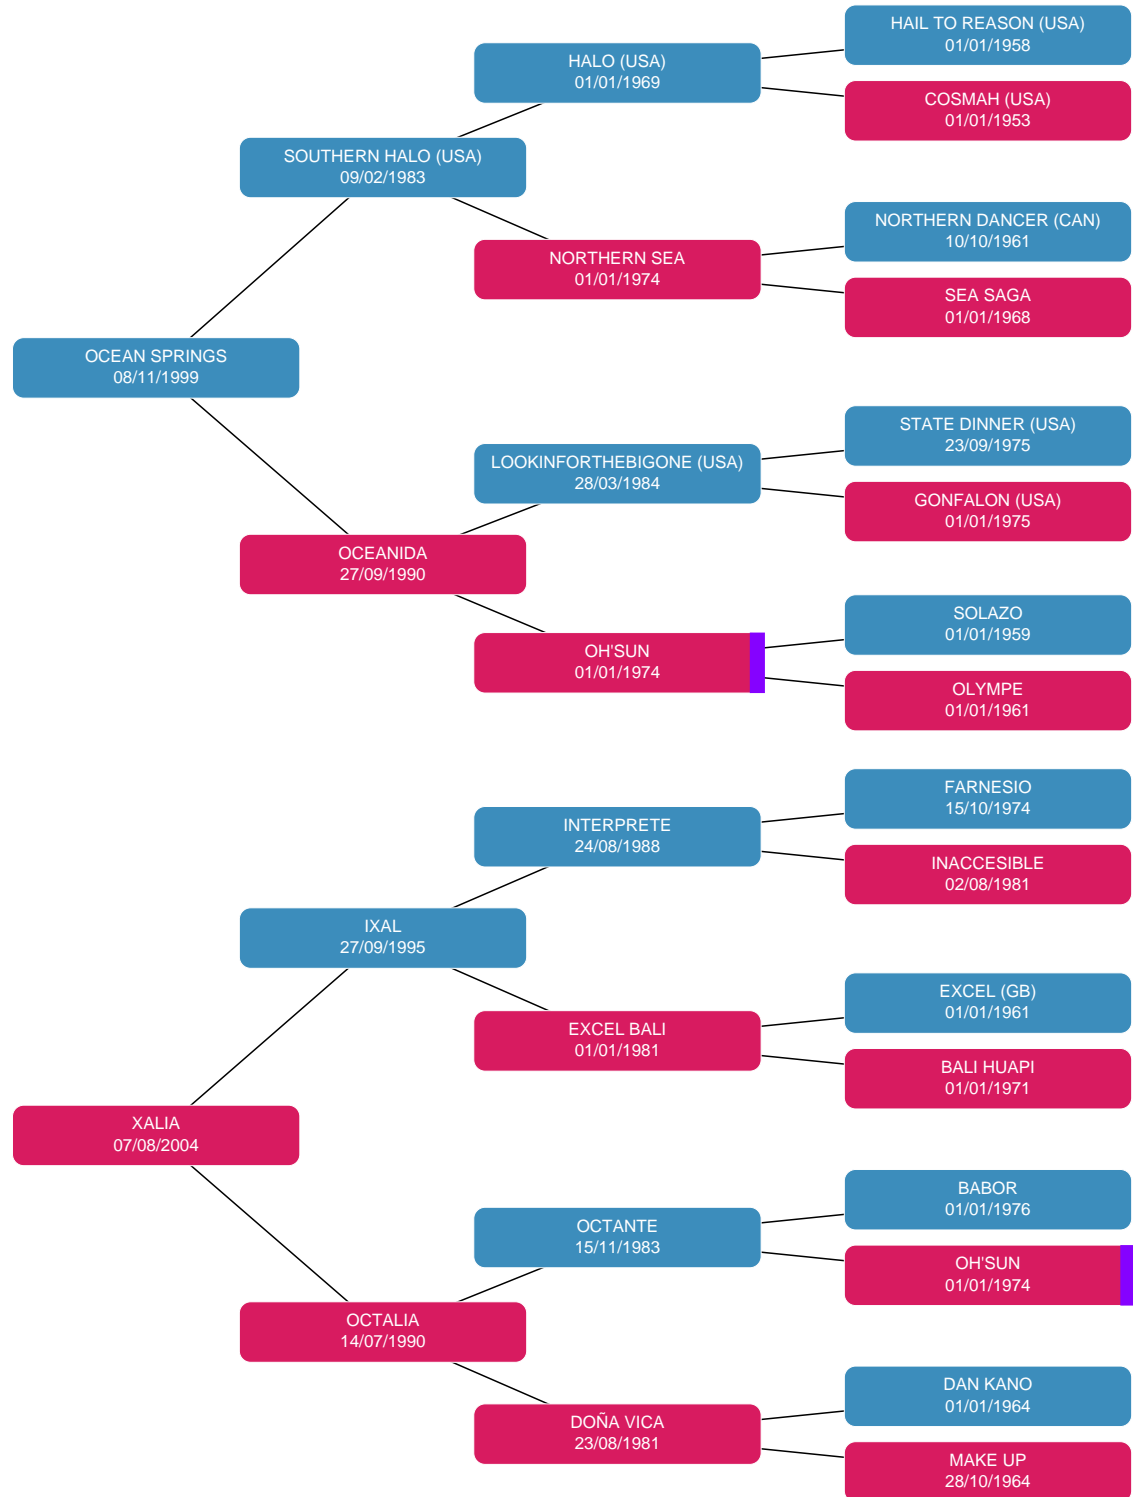 HAIL TO REASON (USA)
01/01/1958
HALO (USA)
01/01/1969
COSMAH (USA)
01/01/1953
SOUTHERN HALO (USA)
09/02/1983
NORTHERN DANCER (CAN)
10/10/1961
NORTHERN SEA
01/01/1974
SEA SAGA
01/01/1968
OCEAN SPRINGS
08/11/1999
STATE DINNER (USA)
23/09/1975
LOOKINFORTHEBIGONE (USA)
28/03/1984
GONFALON (USA)
01/01/1975
OCEANIDA
27/09/1990
SOLAZO
01/01/1959
OH'SUN
01/01/1974
OLYMPE
01/01/1961
FARNESIO
15/10/1974
INTERPRETE
24/08/1988
INACCESIBLE
02/08/1981
IXAL
27/09/1995
EXCEL (GB)
01/01/1961
EXCEL BALI
01/01/1981
BALI HUAPI
01/01/1971
XALIA
07/08/2004
BABOR
01/01/1976
OCTANTE
15/11/1983
OH'SUN
01/01/1974
OCTALIA
14/07/1990
DAN KANO
01/01/1964
DOÑA VICA
23/08/1981
MAKE UP
28/10/1964